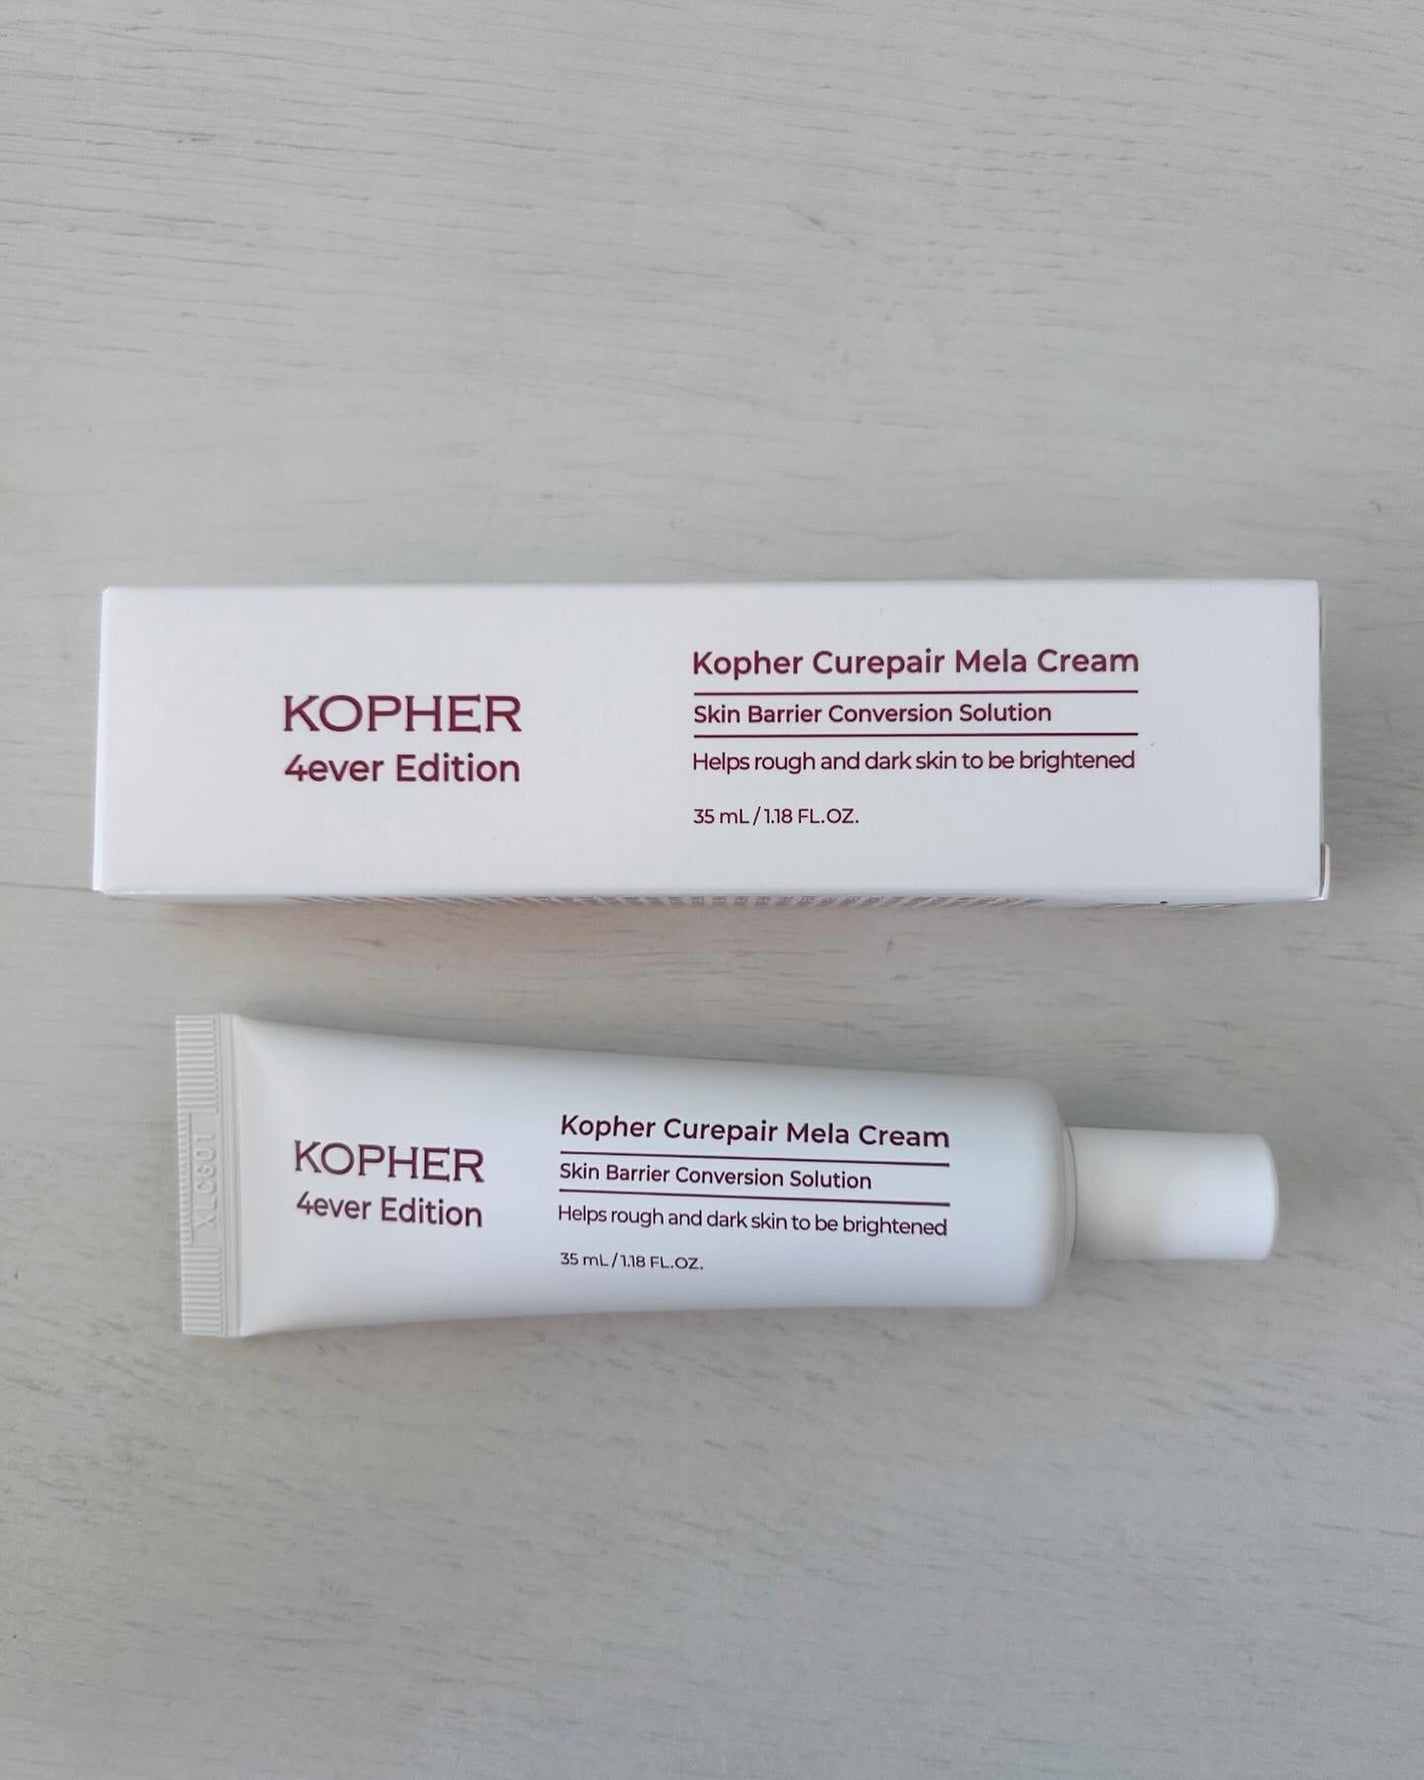 KOPHER
4ever Edition
Kopher Curepair Mela Cream
Skin Barrier Conversion Solution
Helps rough and dark skin to be brightened
35 mL / 1.18 FL.OZ.
KOPHER
4ever Edition
Kopher Curepair Mela Cream
Skin Barrier Conversion Solution
Helps rough and dark skin to be brightened
35 mL / 1.18 FL.OZ.